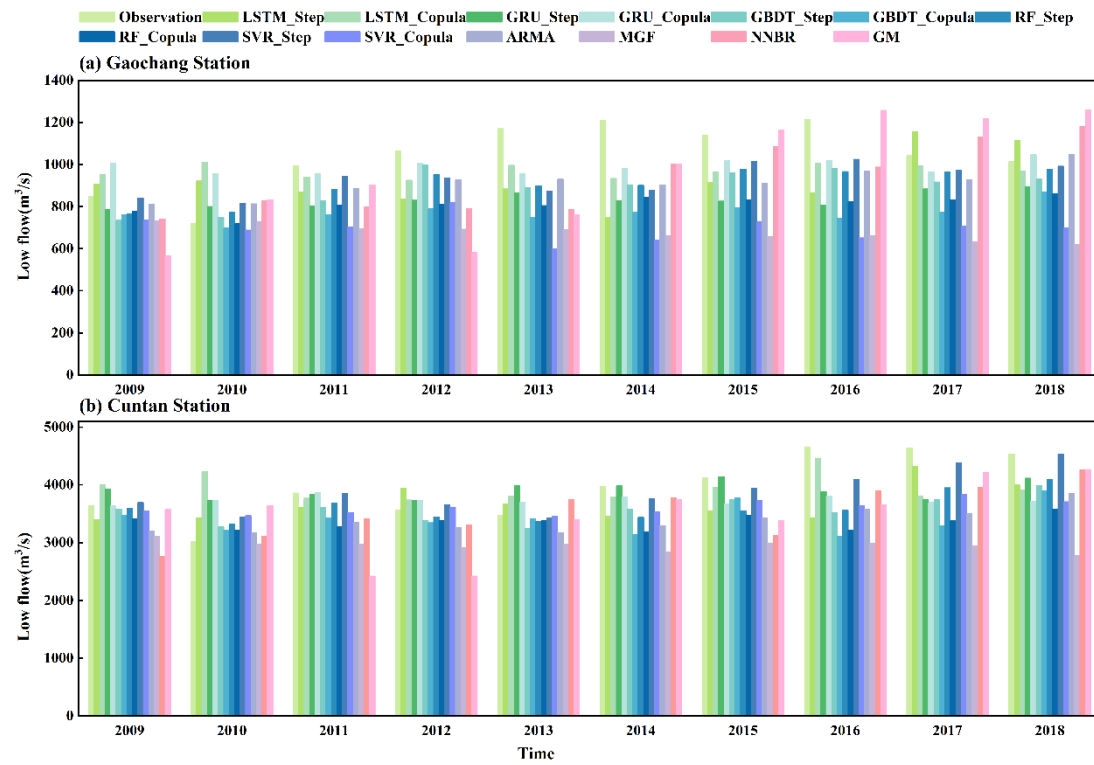 Observation LSTM_Step LSTM_Copula GRU_Step GRU_Copula GBDT_Step GBDT_Copula RF_Step
RF_Copula SVR_Step SVR_Copula ARMA MGF NNBR GM
(a) Gaochang Station
1400
1200
1000
800
600
400
200
0
Low flow(m³/s)
2009 2010 2011 2012 2013 2014 2015 2016 2017 2018
(b) Cuntan Station
5000
4000
3000
2000
1000
0
Low flow(m³/s)
2009 2010 2011 2012 2013 2014 2015 2016 2017 2018
Time